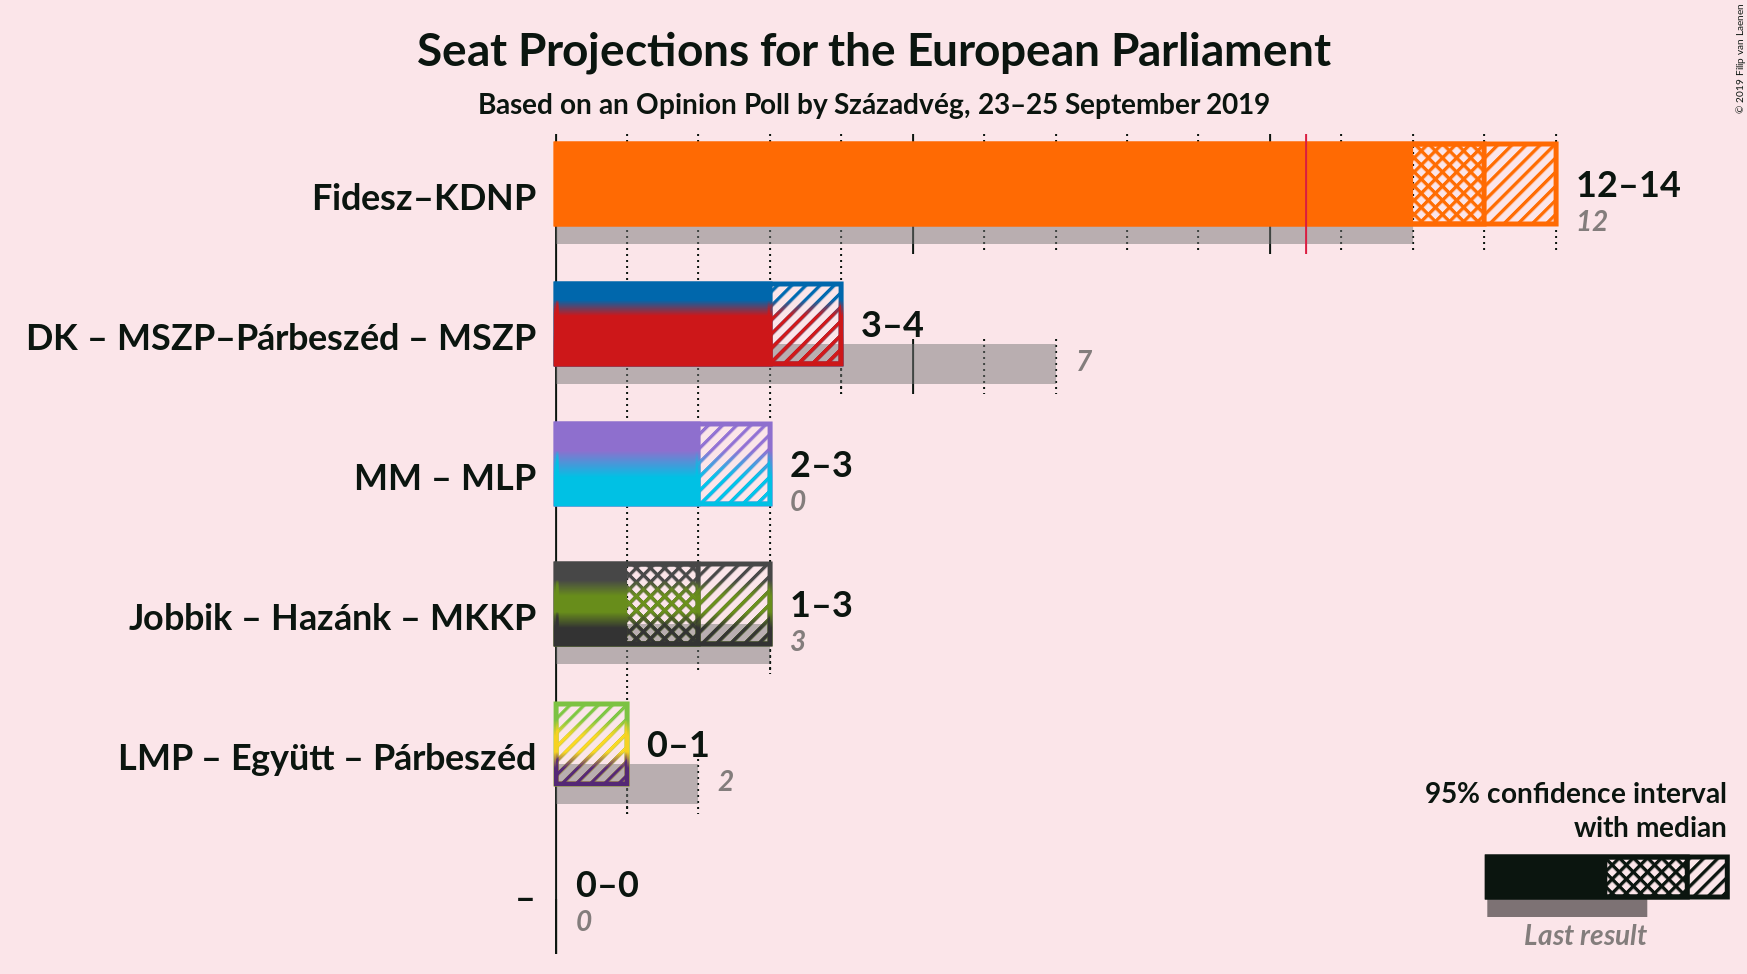 Seat Projections for the European Parliament
Based on an Opinion Poll by Századvég, 23–25 September 2019
© 2019 Filip van Laenen
Fidesz–KDNP
12–14
12
DK – MSZP–Párbeszéd – MSZP
3–4
7
MM – MLP
2–3
0
Jobbik – Hazánk – MKKP
1–3
3
LMP – Együtt – Párbeszéd
0–1
2
–
0–0
0
95% confidence interval
with median
Last result